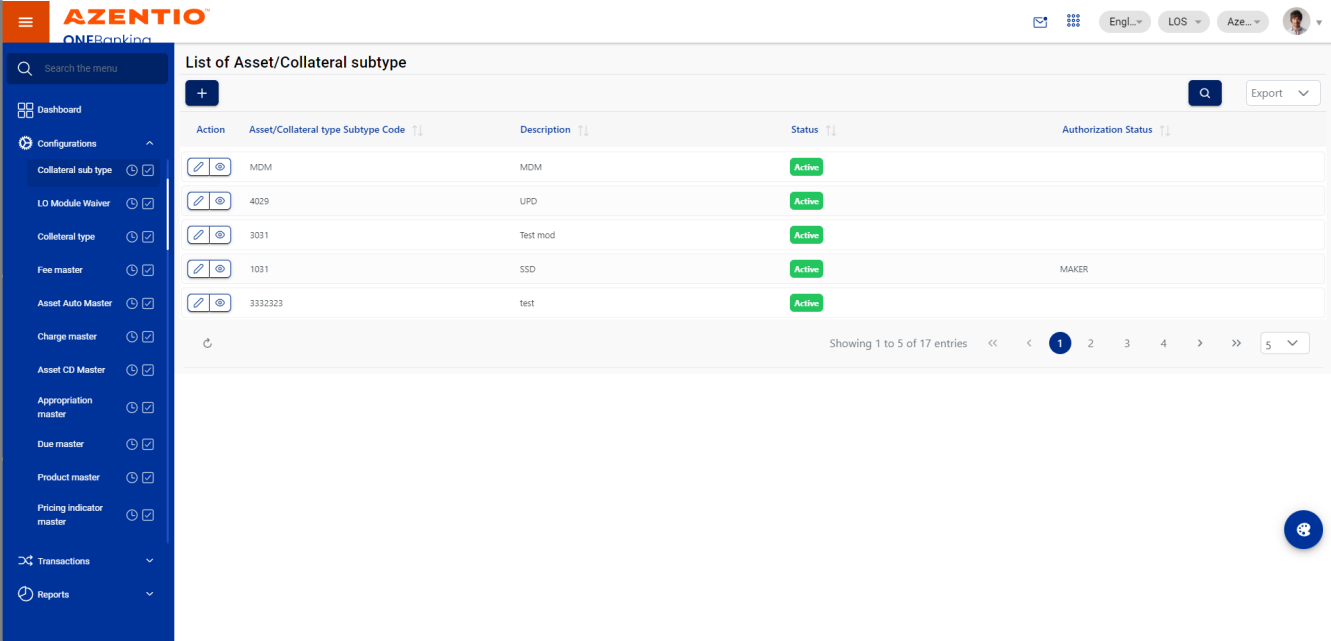 AZENTIO™
ONEBanking
Engl...
LOS
Aze...
Search the menu
Dashboard
Configurations
Collateral sub type
LO Module Waiver
Colleteral type
Fee master
Asset Auto Master
Charge master
Asset CD Master
Appropriation
master
Due master
Product master
Pricing indicator
master
Transactions
Reports
List of Asset/Collateral subtype
Export
Action Asset/Collateral type Subtype Code Description Status Authorization Status
MDM MDM Active
4029 UPD Active
3031 Test mod Active
1031 SSD Active MAKER
3332323 test Active
Showing 1 to 5 of 17 entries 1 2 3 4 5